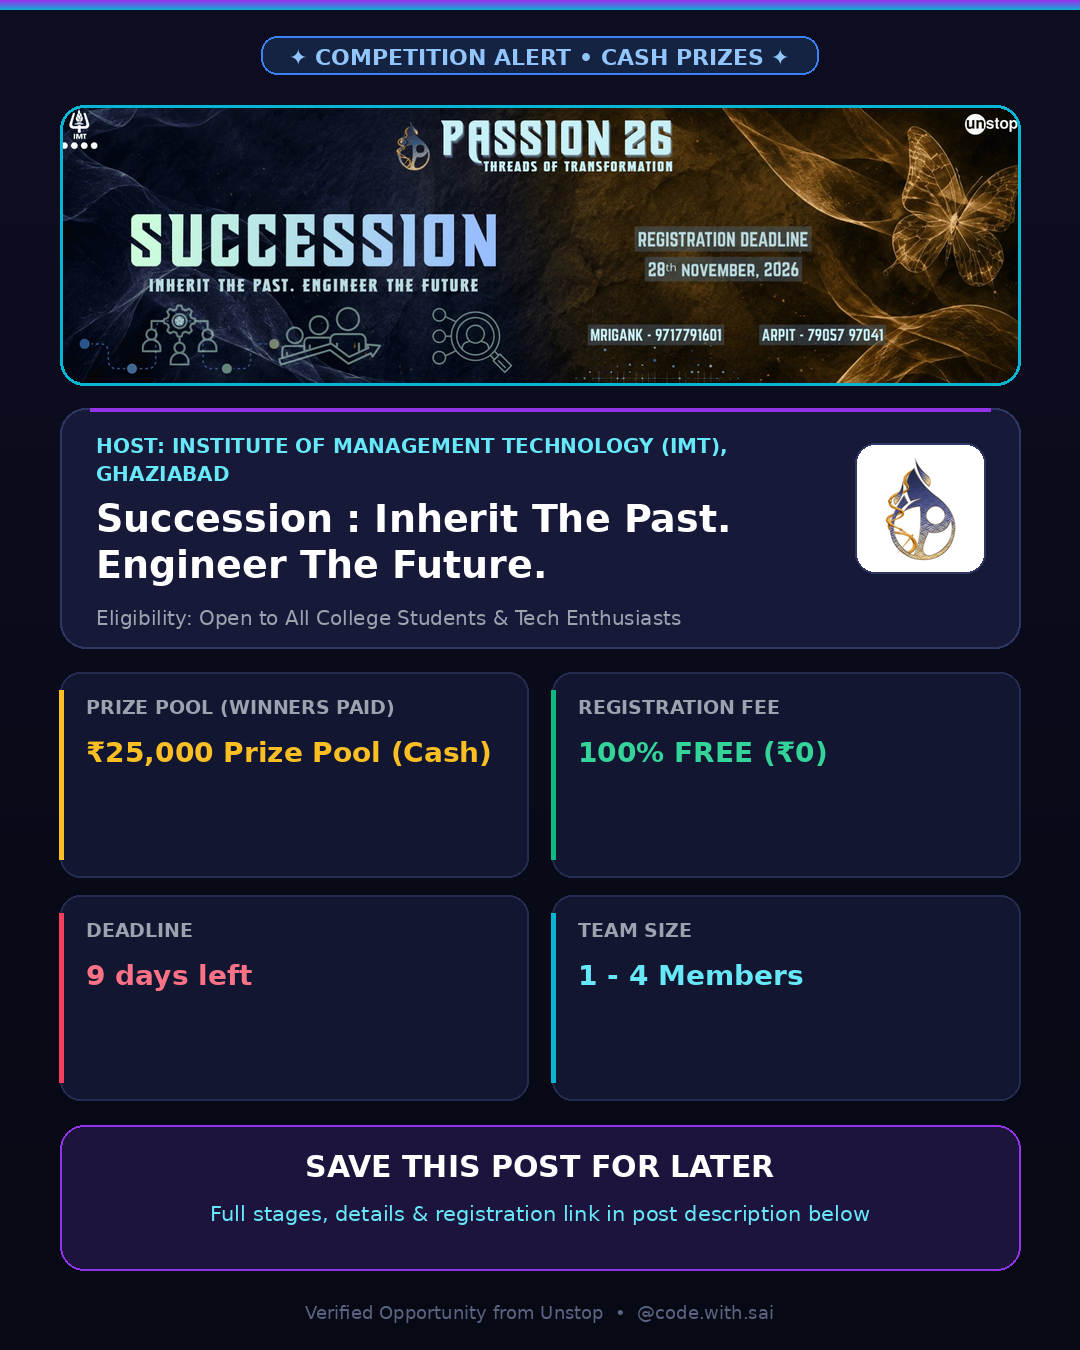 ✦ COMPETITION ALERT • CASH PRIZES ✦
IMT
unstop
PASSION 26
THREADS OF TRANSFORMATION
SUCCESSION
INHERIT THE PAST. ENGINEER THE FUTURE
REGISTRATION DEADLINE
28th NOVEMBER, 2026
MRIGANK - 9717791601
ARPIT - 79057 97041
HOST: INSTITUTE OF MANAGEMENT TECHNOLOGY (IMT),
GHAZIABAD
Succession : Inherit The Past.
Engineer The Future.
Eligibility: Open to All College Students & Tech Enthusiasts
PRIZE POOL (WINNERS PAID)
₹25,000 Prize Pool (Cash)
REGISTRATION FEE
100% FREE (₹0)
DEADLINE
9 days left
TEAM SIZE
1 - 4 Members
SAVE THIS POST FOR LATER
Full stages, details & registration link in post description below
Verified Opportunity from Unstop • @code.with.sai